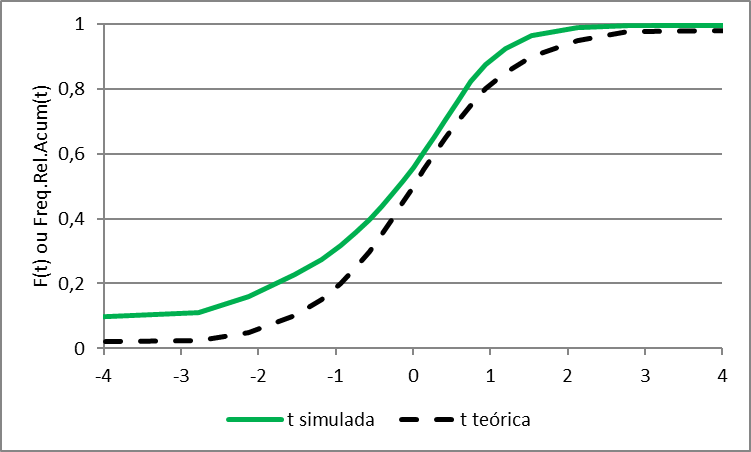 F(t) ou Freq.Rel.Acum(t)
1
0,8
0,6
0,4
0,2
0
-4 -3 -2 -1 0 1 2 3 4
t simulada t teórica